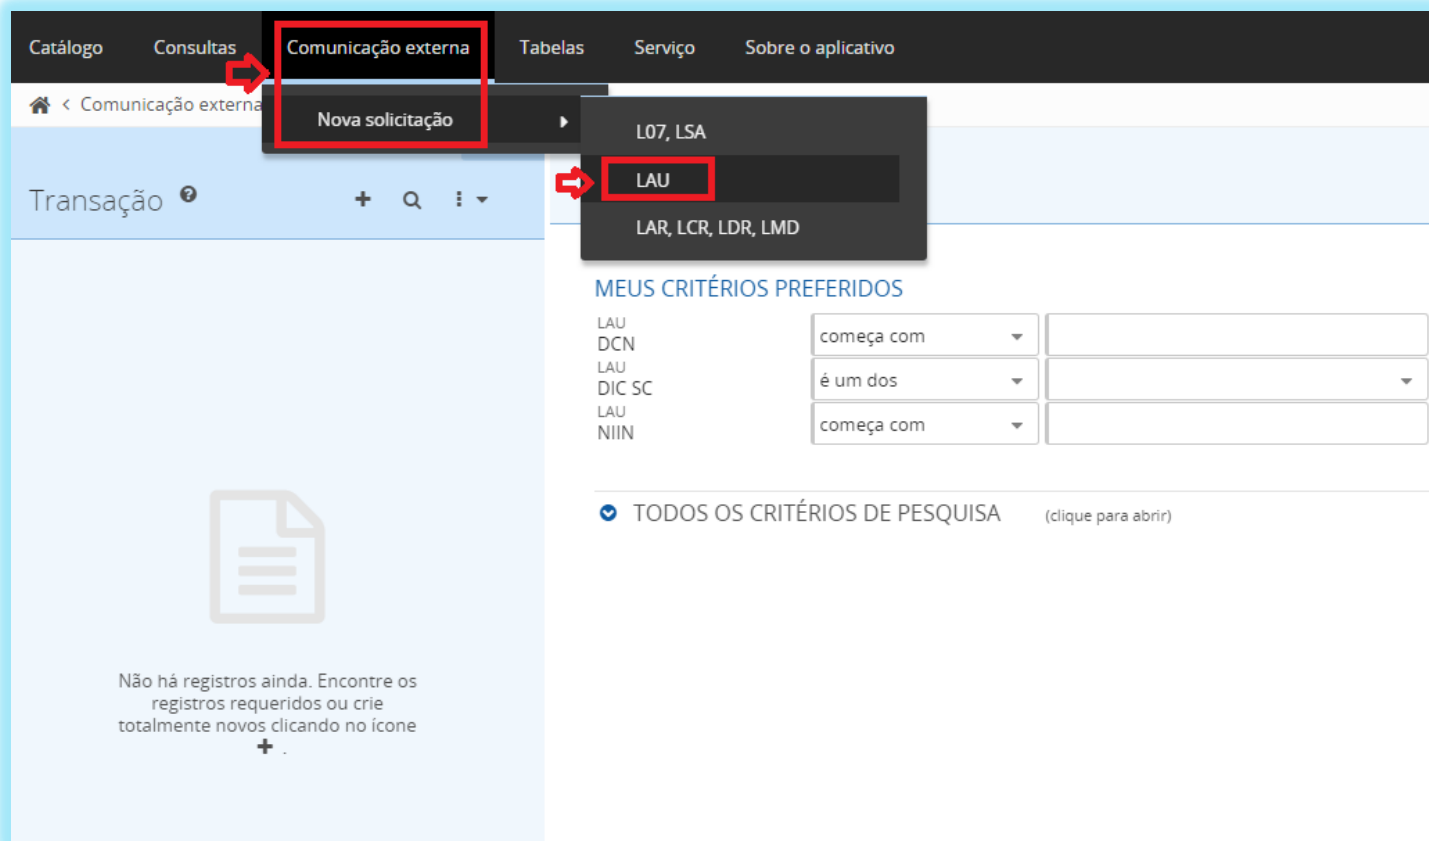 Catálogo Consultas Comunicação externa Tabelas Serviço Sobre o aplicativo
< Comunicação externa
Nova solicitação
L07, LSA
LAU
LAR, LCR, LDR, LMD
Transação
MEUS CRITÉRIOS PREFERIDOS
LAU
DCN começa com
LAU
DIC SC é um dos
LAU
NIIN começa com
TODOS OS CRITÉRIOS DE PESQUISA (clique para abrir)
Não há registros ainda. Encontre os
registros requeridos ou crie
totalmente novos clicando no ícone
+ .